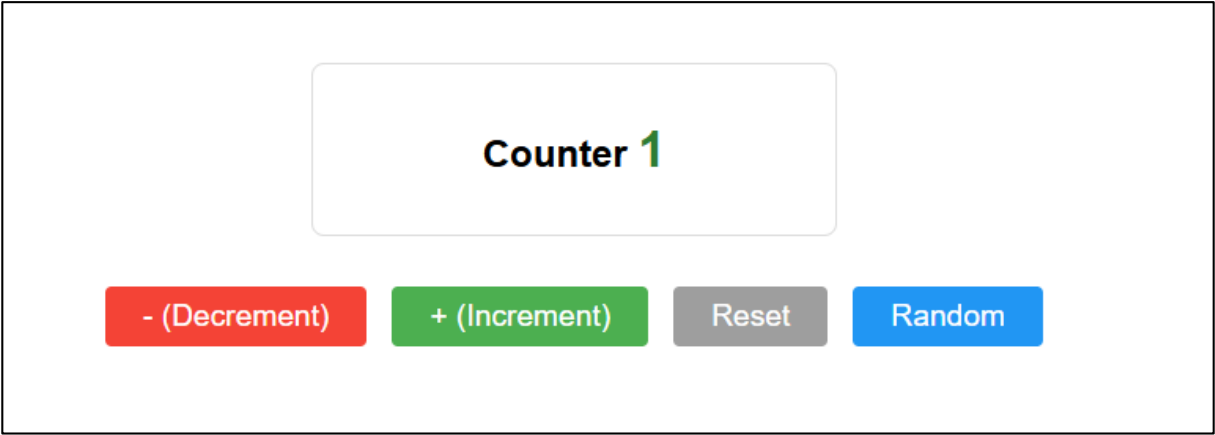 Counter 1
- (Decrement) + (Increment) Reset Random